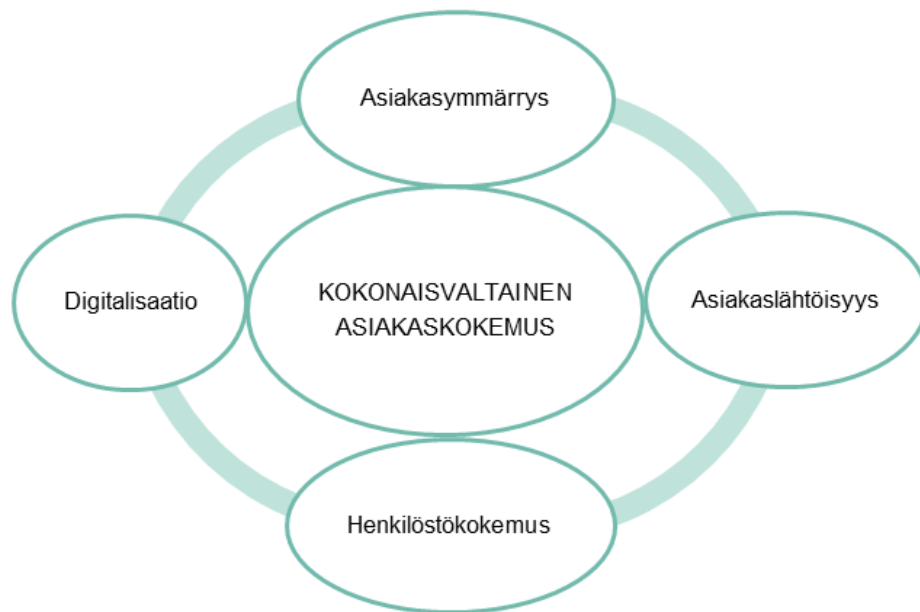 Asiakasymmärrys
Digitalisaatio
KOKONAISVALTAINEN
ASIAKASKOKEMUS
Asiakaslähtöisyys
Henkilöstökokemus